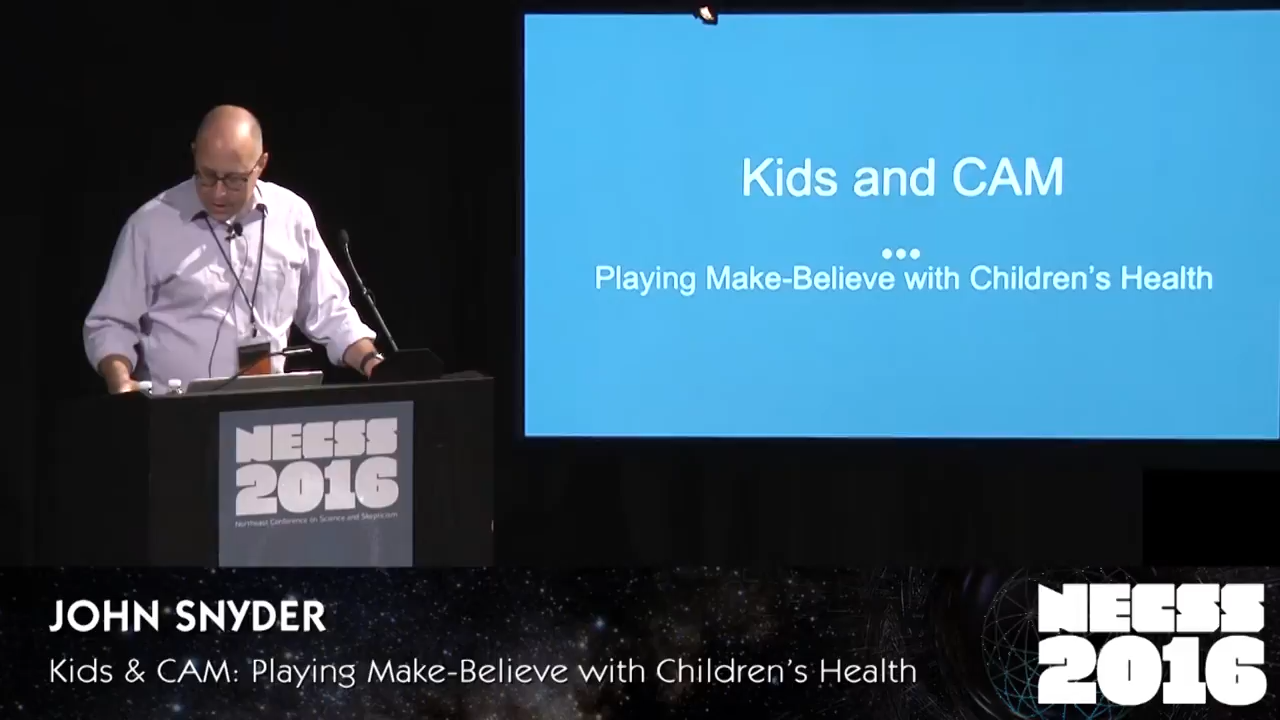 Kids and CAM
Playing Make-Believe with Children's Health
NECSS
2016
Northeast Conference on Science and Skepticism
JOHN SNYDER
Kids & CAM: Playing Make-Believe with Children's Health
NECSS
2016